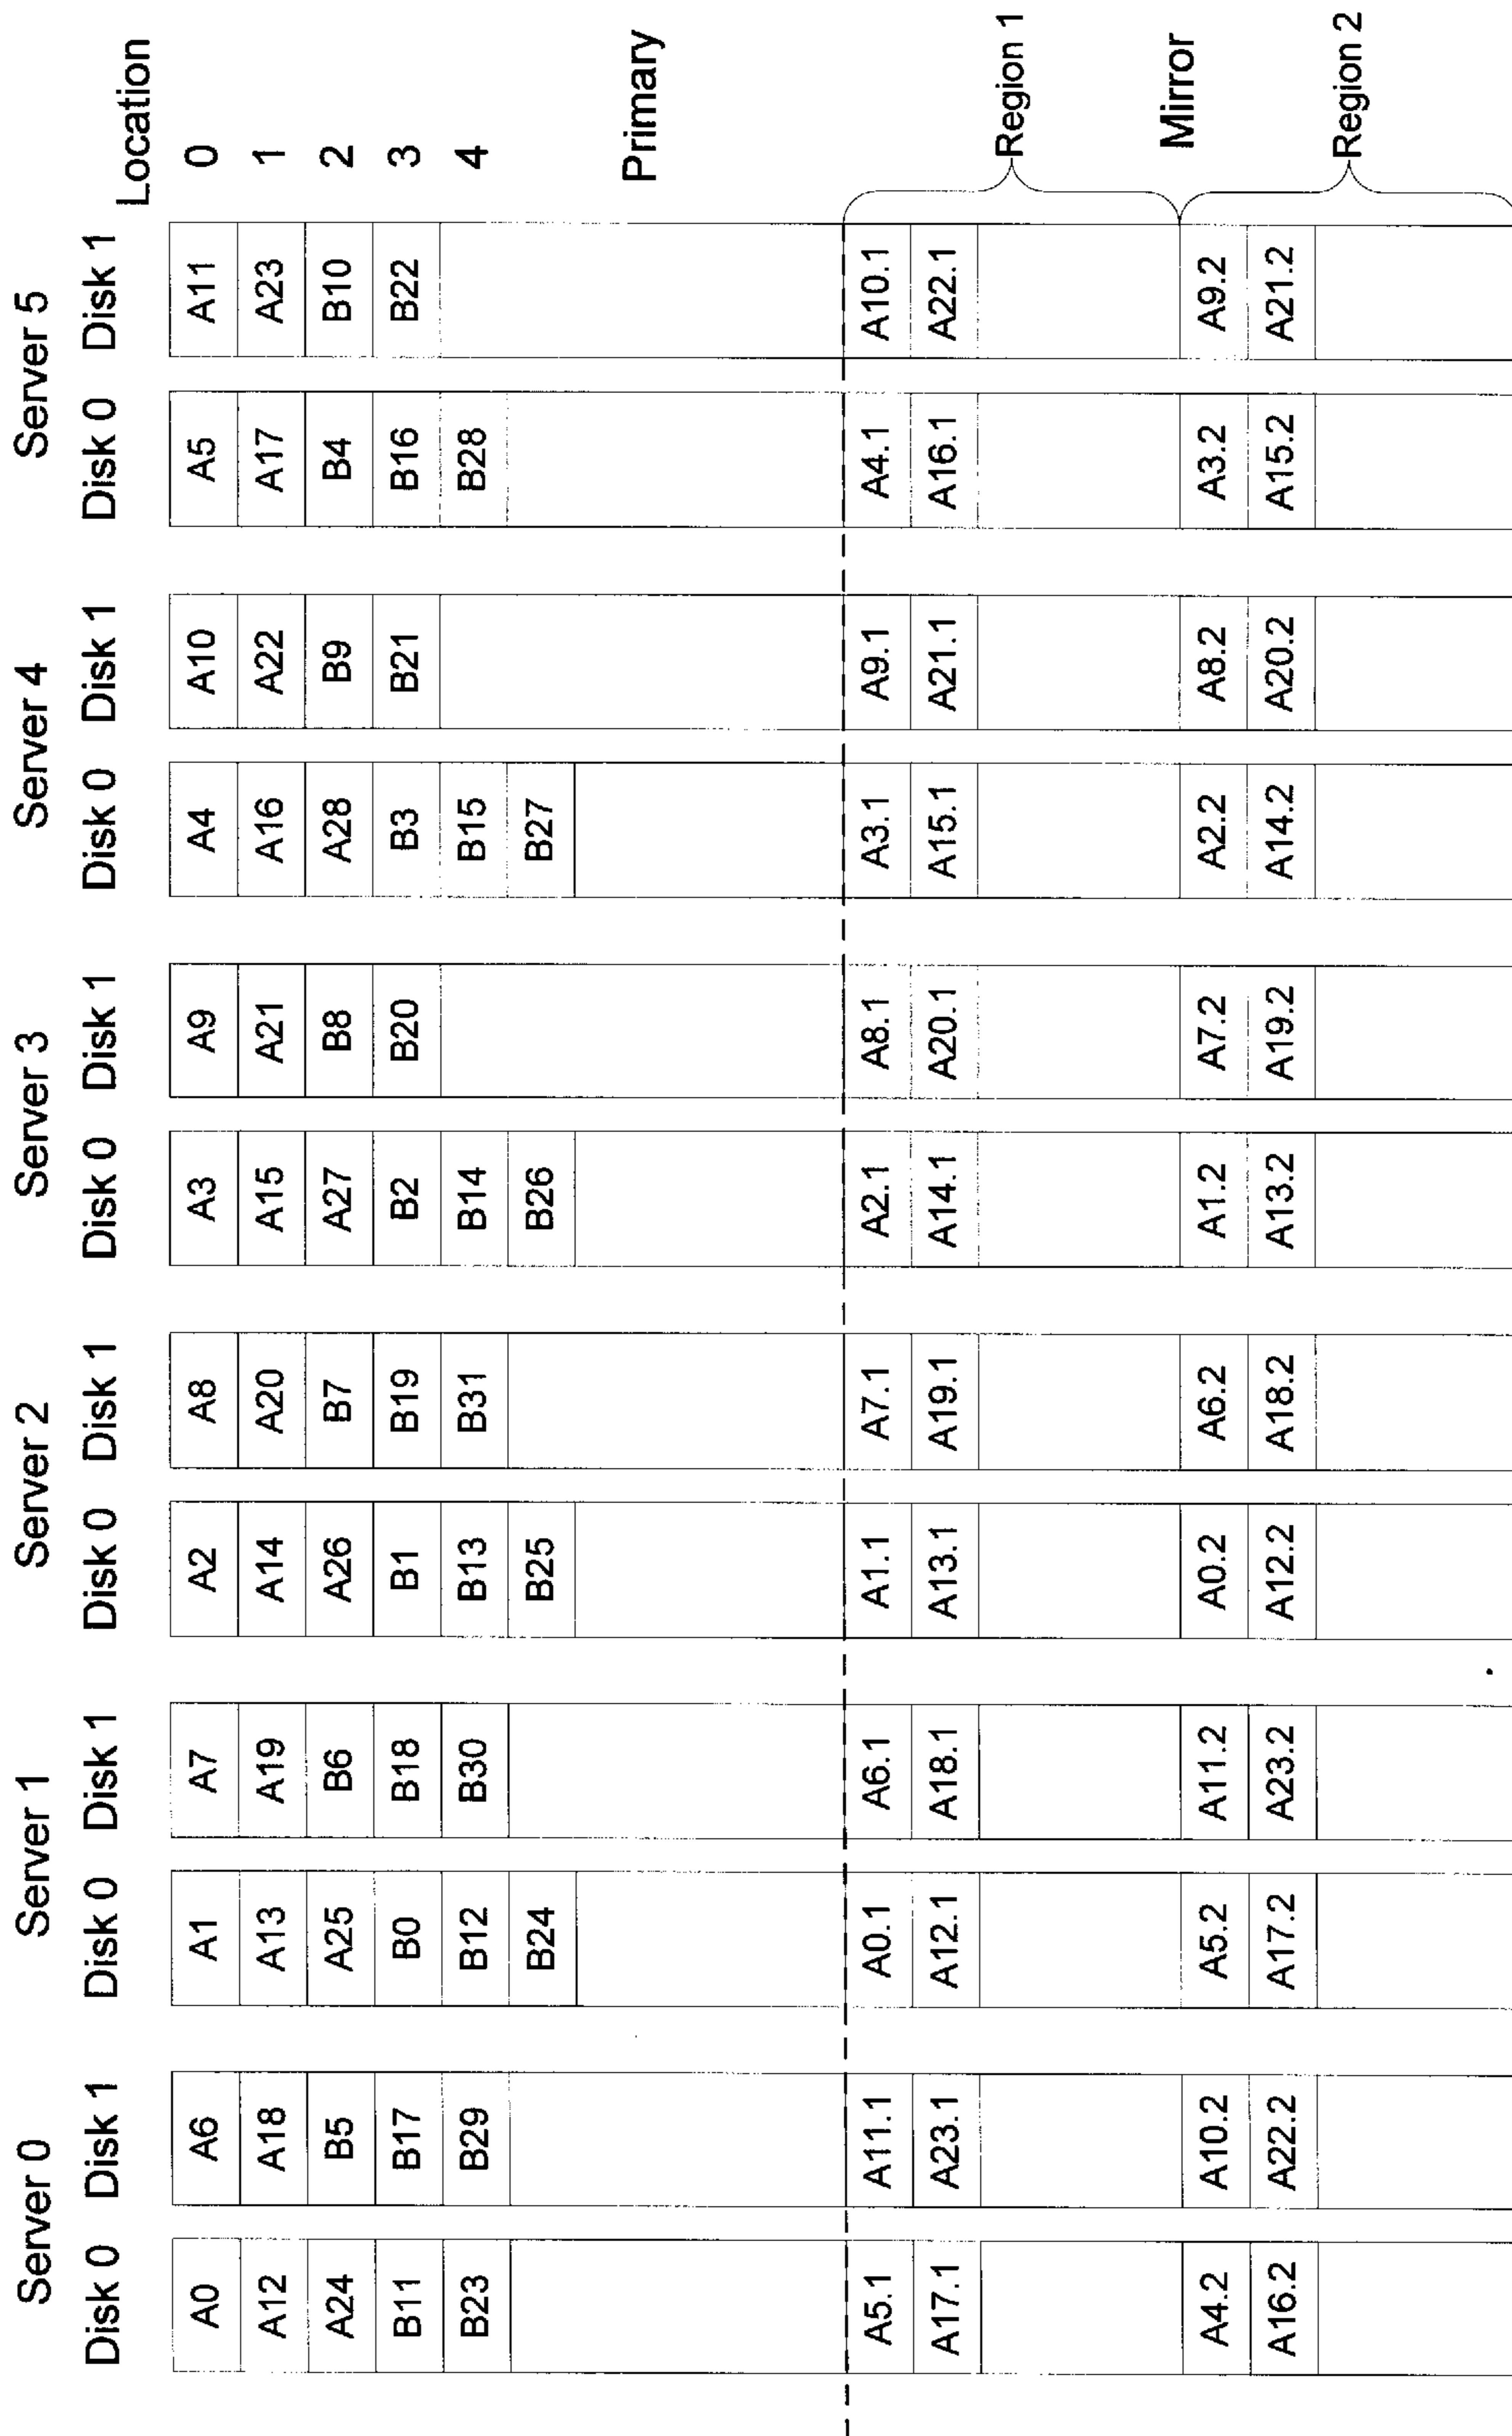 Server 0 Server 1 Server 2 Server 3 Server 4 Server 5
Disk 0 Disk 1 Disk 0 Disk 1 Disk 0 Disk 1 Disk 0 Disk 1 Disk 0 Disk 1 Disk 0 Disk 1 Location
A0 A6 A1 A7 A2 A8 A3 A9 A4 A10 A5 A11 0
A12 A18 A13 A19 A14 A20 A15 A21 A16 A22 A17 A23 1
A24 B5 A25 B6 A26 B7 A27 B8 A28 B9 B4 B10 2
B11 B17 B0 B18 B1 B19 B2 B20 B3 B21 B16 B22 3
B23 B29 B12 B30 B13 B31 B14 B15 B28 4
B24 B25 B26 B27
Primary
A5.1 A11.1 A0.1 A6.1 A1.1 A7.1 A2.1 A8.1 A3.1 A9.1 A4.1 A10.1
A17.1 A23.1 A12.1 A18.1 A13.1 A19.1 A14.1 A20.1 A15.1 A21.1 A16.1 A22.1
Region 1
Mirror
A4.2 A10.2 A5.2 A11.2 A0.2 A6.2 A1.2 A7.2 A2.2 A8.2 A3.2 A9.2
A16.2 A22.2 A17.2 A23.2 A12.2 A18.2 A13.2 A19.2 A14.2 A20.2 A15.2 A21.2
Region 2